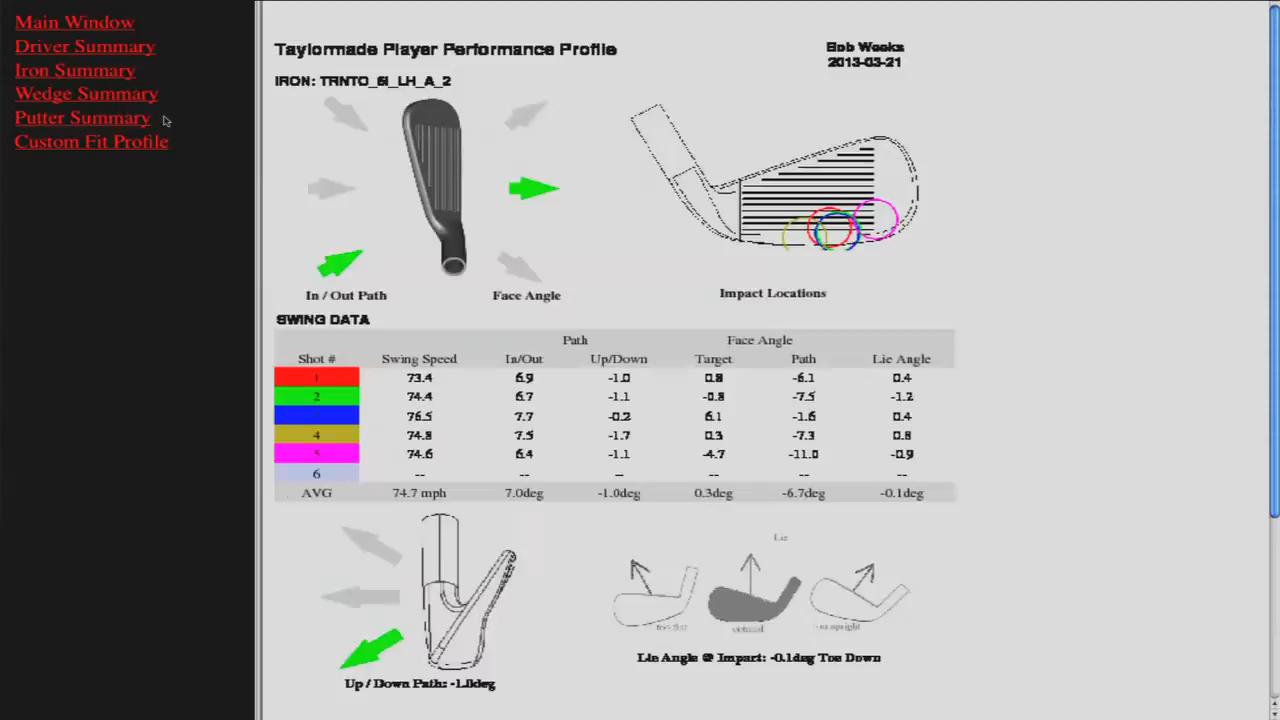 Main Window
Driver Summary
Iron Summary
Wedge Summary
Putter Summary
Custom Fit Profile
Taylormade Player Performance Profile
Bob Weeks
2013-03-21
IRON: TRNTO_6I_LH_A_2
In / Out Path
Face Angle
Impact Locations
SWING DATA
Path Face Angle
Shot # Swing Speed In/Out Up/Down Target Path Lie Angle
1 73.4 6.9 -1.0 0.8 -6.1 0.4
2 74.4 6.7 -1.1 -0.8 -7.5 -1.2
3 76.5 7.7 -0.2 6.1 -1.6 0.4
4 74.8 7.5 -1.7 0.3 -7.3 0.8
5 74.6 6.4 -1.1 -4.7 -11.0 -0.9
6 -- -- -- -- -- --
AVG 74.7 mph 7.0deg -1.0deg 0.3deg -6.7deg -0.1deg
Lie
too flat optimal too upright
Lie Angle @ Impact: -0.1deg Toe Down
Up / Down Path: -1.0deg